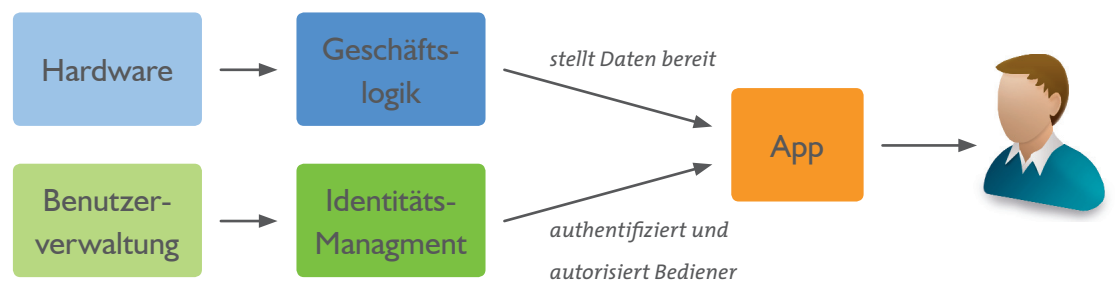 Hardware
Geschäfts-
logik
stellt Daten bereit
App
Benutzer-
verwaltung
Identitäts-
Managment
authentifiziert und
autorisiert Bediener